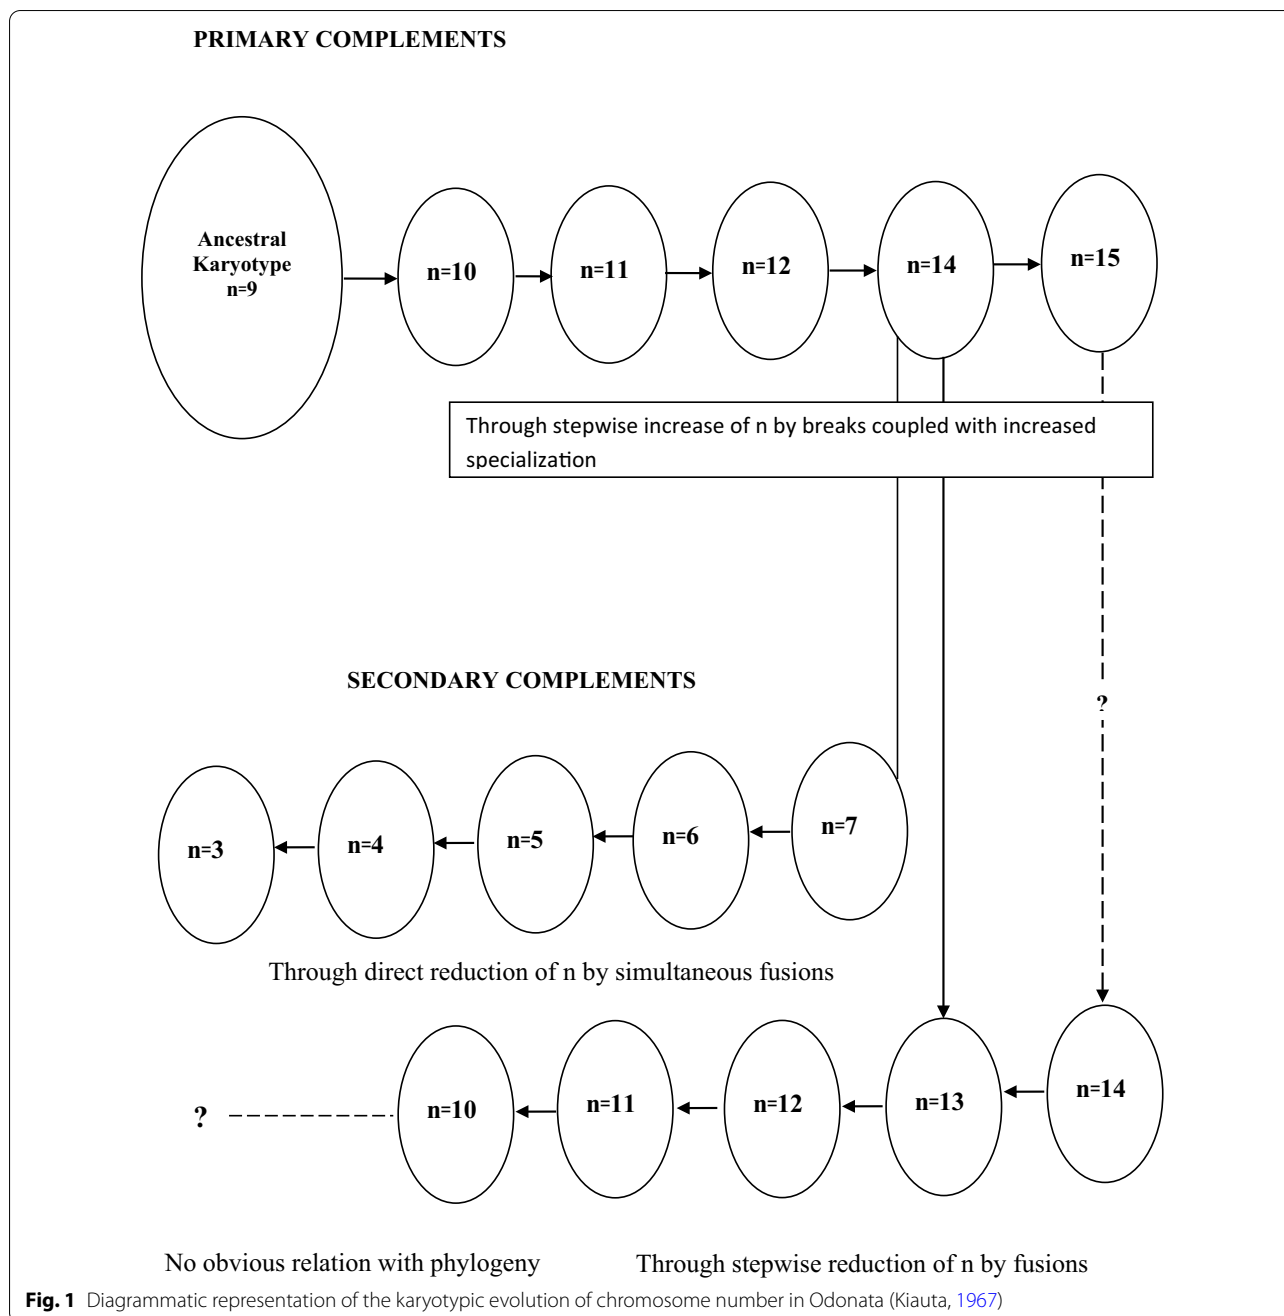 PRIMARY COMPLEMENTS
Ancestral
Karyotype
n=9
n=10
n=11
n=12
n=14
n=15
Through stepwise increase of n by breaks coupled with increased
specialization
SECONDARY COMPLEMENTS
?
n=3
n=4
n=5
n=6
n=7
Through direct reduction of n by simultaneous fusions
?
n=10
n=11
n=12
n=13
n=14
No obvious relation with phylogeny
Through stepwise reduction of n by fusions
Fig. 1 Diagrammatic representation of the karyotypic evolution of chromosome number in Odonata (Kiauta, 1967)